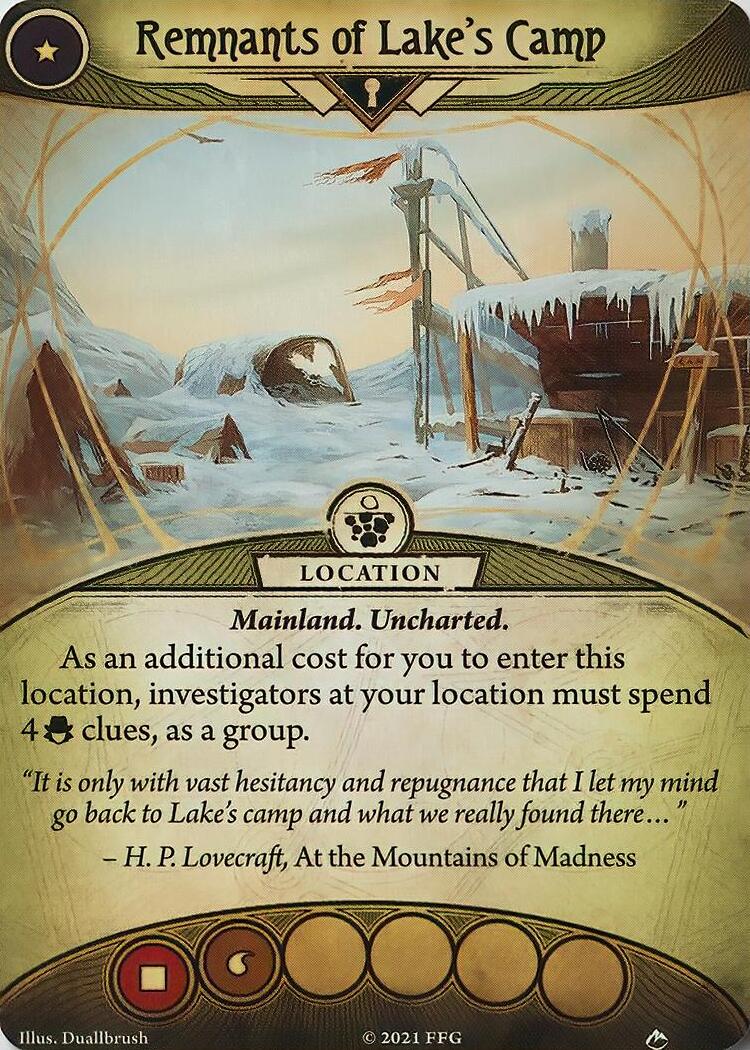 Remnants of Lake's Camp
LOCATION
Mainland. Uncharted.
As an additional cost for you to enter this
location, investigators at your location must spend
4 clues, as a group.
“It is only with vast hesitancy and repugnance that I let my mind
go back to Lake's camp and what we really found there… ”
– H. P. Lovecraft, At the Mountains of Madness
Illus. Duallbrush
© 2021 FFG